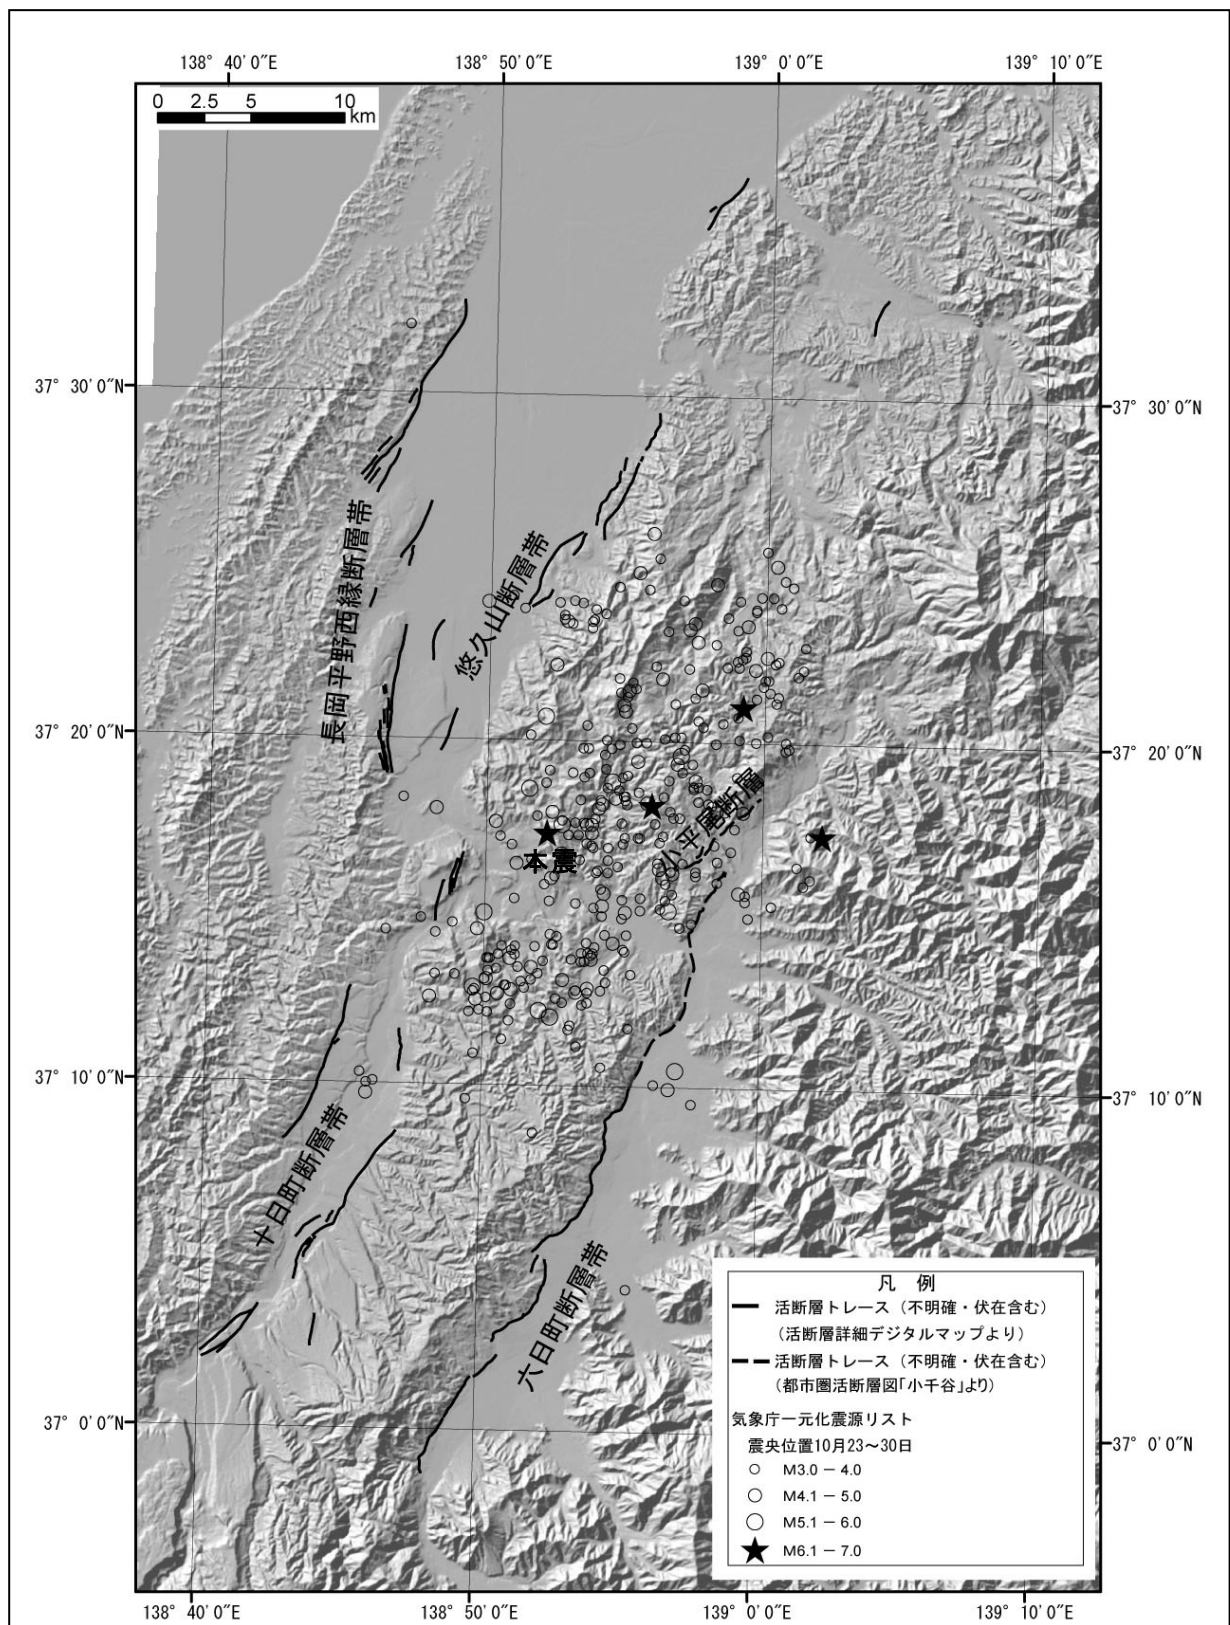 138° 40′ 0″E
138° 50′ 0″E
139° 0′ 0″E
139° 10′ 0″E
0 2.5 5 10
km
37° 30′ 0″N
37° 30′ 0″N
長岡平野西縁断層帯
悠久山断層帯
37° 20′ 0″N
37° 20′ 0″N
小平尾断層
本震
37° 10′ 0″N
37° 10′ 0″N
十日町断層帯
六日町断層帯
37° 0′ 0″N
37° 0′ 0″N
凡 例
活断層トレース (不明確・伏在含む)
(活断層詳細デジタルマップより)
活断層トレース (不明確・伏在含む)
(都市圏活断層図「小千谷」より)
気象庁一元化震源リスト
震央位置10月23~30日
M3.0 - 4.0
M4.1 - 5.0
M5.1 - 6.0
M6.1 - 7.0
138° 40′ 0″E
138° 50′ 0″E
139° 0′ 0″E
139° 10′ 0″E